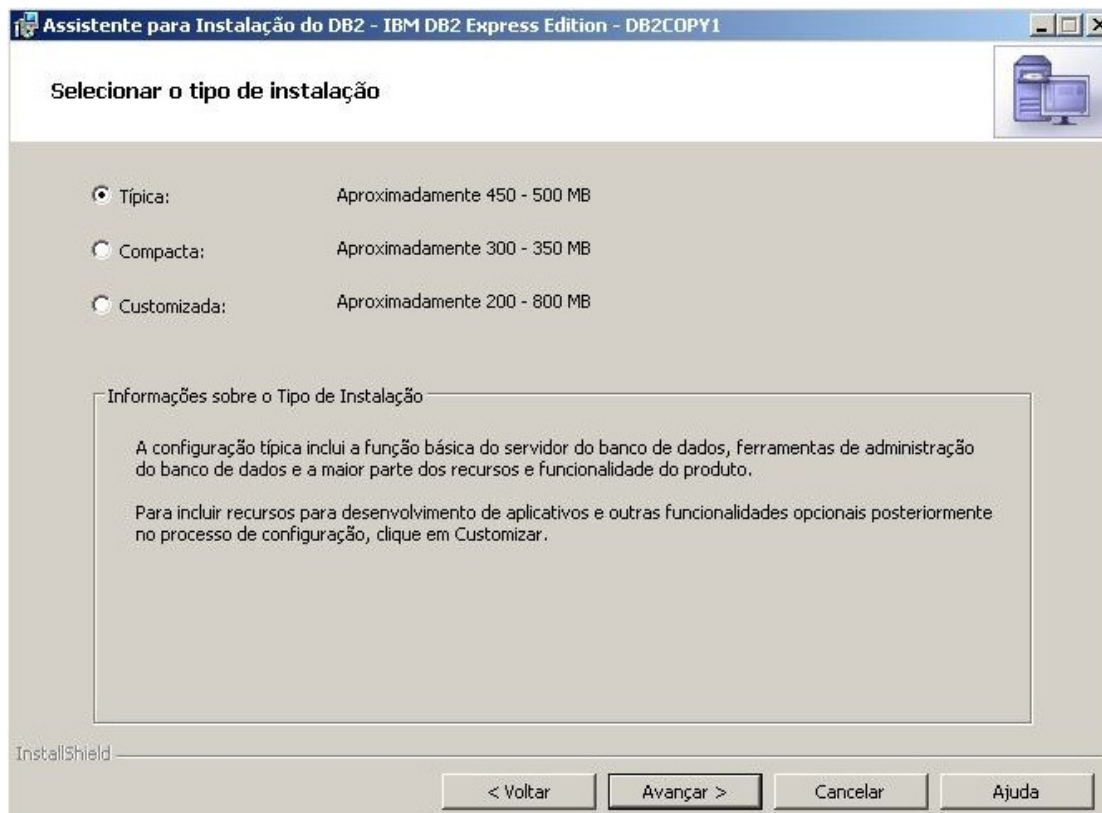 Assistente para Instalação do DB2 - IBM DB2 Express Edition - DB2COPY1
Selecionar o tipo de instalação
Típica: Aproximadamente 450 - 500 MB
Compacta: Aproximadamente 300 - 350 MB
Customizada: Aproximadamente 200 - 800 MB
Informações sobre o Tipo de Instalação
A configuração típica inclui a função básica do servidor do banco de dados, ferramentas de administração
do banco de dados e a maior parte dos recursos e funcionalidade do produto.
Para incluir recursos para desenvolvimento de aplicativos e outras funcionalidades opcionais posteriormente
no processo de configuração, clique em Customizar.
InstallShield
< Voltar Avançar > Cancelar Ajuda